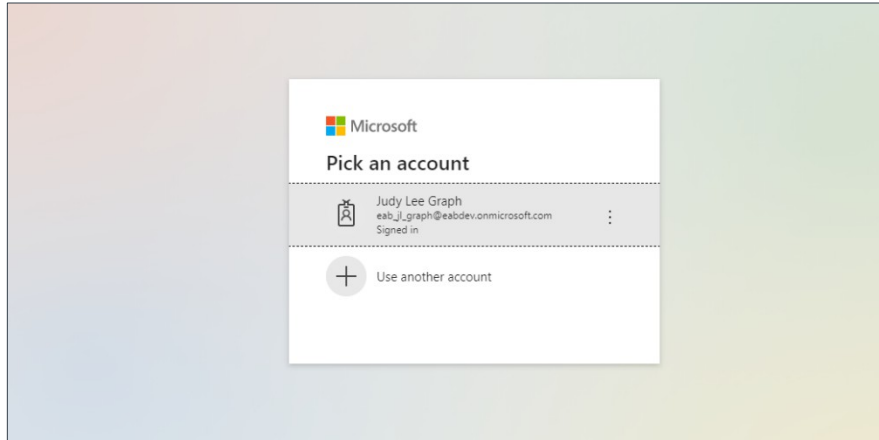 Microsoft
Pick an account
Judy Lee Graph
eab_jl_graph@eabdev.onmicrosoft.com
Signed in
Use another account